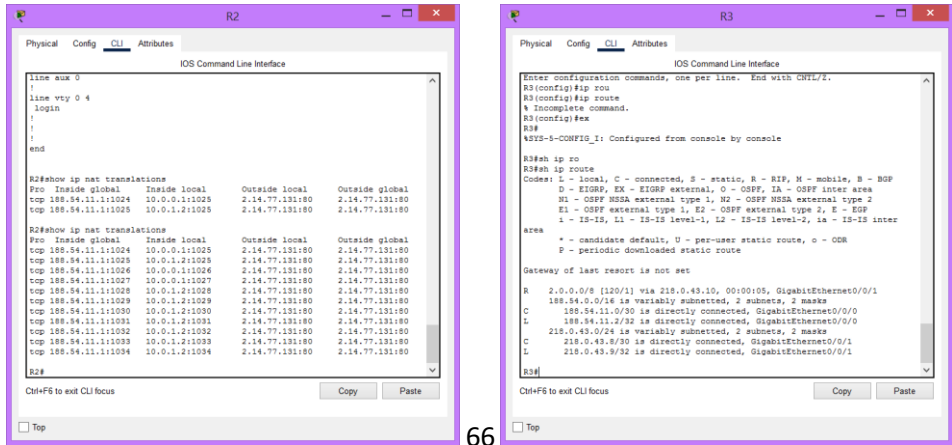 R2
Physical Config CLI Attributes
IOS Command Line Interface
line aux 0
!
line vty 0 4
login
!
!
!
end
R2#show ip nat translations
Pro Inside global Inside local Outside local Outside global
tcp 188.54.11.1:1024 10.0.0.1:1025 2.14.77.131:80 2.14.77.131:80
tcp 188.54.11.1:1025 10.0.1.2:1025 2.14.77.131:80 2.14.77.131:80
R2#show ip nat translations
Pro Inside global Inside local Outside local Outside global
tcp 188.54.11.1:1024 10.0.0.1:1025 2.14.77.131:80 2.14.77.131:80
tcp 188.54.11.1:1025 10.0.1.2:1025 2.14.77.131:80 2.14.77.131:80
tcp 188.54.11.1:1026 10.0.0.1:1026 2.14.77.131:80 2.14.77.131:80
tcp 188.54.11.1:1027 10.0.0.1:1027 2.14.77.131:80 2.14.77.131:80
tcp 188.54.11.1:1028 10.0.0.1:1028 2.14.77.131:80 2.14.77.131:80
tcp 188.54.11.1:1029 10.0.1.2:1029 2.14.77.131:80 2.14.77.131:80
tcp 188.54.11.1:1030 10.0.1.2:1030 2.14.77.131:80 2.14.77.131:80
tcp 188.54.11.1:1031 10.0.1.2:1031 2.14.77.131:80 2.14.77.131:80
tcp 188.54.11.1:1032 10.0.1.2:1032 2.14.77.131:80 2.14.77.131:80
tcp 188.54.11.1:1033 10.0.1.2:1033 2.14.77.131:80 2.14.77.131:80
tcp 188.54.11.1:1034 10.0.1.2:1034 2.14.77.131:80 2.14.77.131:80
R2#
Ctrl+F6 to exit CLI focus
Copy Paste
Top
66
R3
Physical Config CLI Attributes
IOS Command Line Interface
Enter configuration commands, one per line. End with CNTL/Z.
R3(config)#ip rou
R3(config)#ip route
% Incomplete command.
R3(config)#ex
R3#
%SYS-5-CONFIG_I: Configured from console by console
R3#sh ip ro
R3#sh ip route
Codes: L - local, C - connected, S - static, R - RIP, M - mobile, B - BGP
D - EIGRP, EX - EIGRP external, O - OSPF, IA - OSPF inter area
N1 - OSPF NSSA external type 1, N2 - OSPF NSSA external type 2
E1 - OSPF external type 1, E2 - OSPF external type 2, E - EGP
i - IS-IS, L1 - IS-IS level-1, L2 - IS-IS level-2, ia - IS-IS inter
area
* - candidate default, U - per-user static route, o - ODR
P - periodic downloaded static route
Gateway of last resort is not set
R 2.0.0.0/8 [120/1] via 218.0.43.10, 00:00:05, GigabitEthernet0/0/1
188.54.0.0/16 is variably subnetted, 2 subnets, 2 masks
C 188.54.11.0/30 is directly connected, GigabitEthernet0/0/0
L 188.54.11.2/32 is directly connected, GigabitEthernet0/0/0
218.0.43.0/24 is variably subnetted, 2 subnets, 2 masks
C 218.0.43.8/30 is directly connected, GigabitEthernet0/0/1
L 218.0.43.9/32 is directly connected, GigabitEthernet0/0/1
R3#
Ctrl+F6 to exit CLI focus
Copy Paste
Top